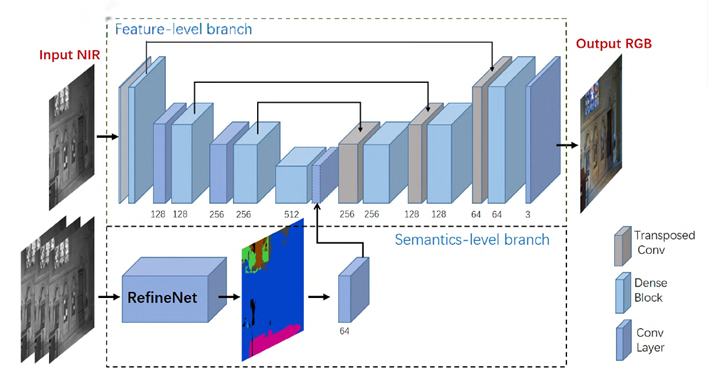 Feature-level branch
Input NIR
Output RGB
128 128 256 256 512 256 256 128 128 64 64 3
Semantics-level branch
RefineNet
64
Transposed
Conv
Dense
Block
Conv
Layer